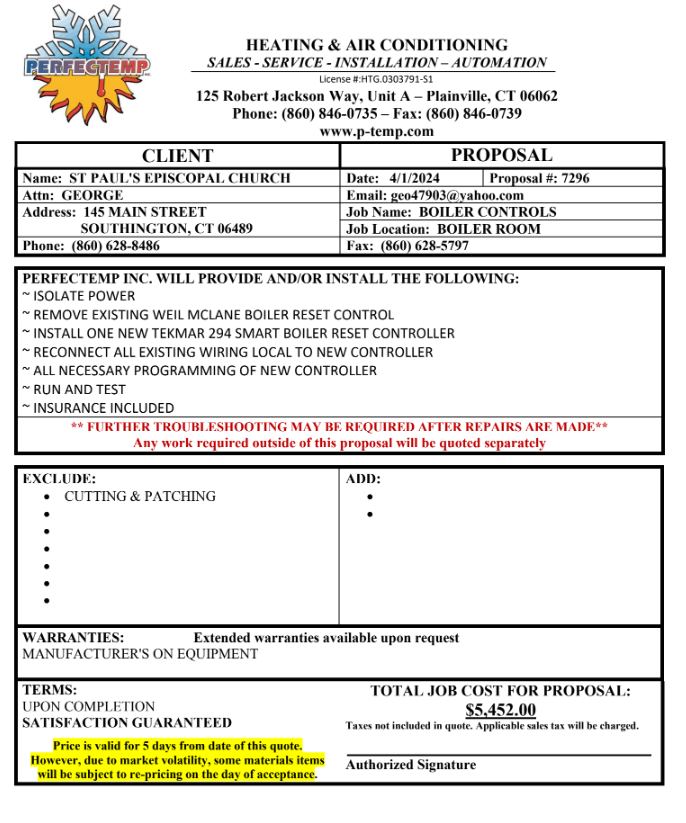 PERFECTEMP
HEATING & AIR CONDITIONING
SALES - SERVICE - INSTALLATION – AUTOMATION
License #:HTG.0303791-S1
125 Robert Jackson Way, Unit A – Plainville, CT 06062
Phone: (860) 846-0735 – Fax: (860) 846-0739
www.p-temp.com
CLIENT
PROPOSAL
Name: ST PAUL'S EPISCOPAL CHURCH
Date: 4/1/2024
Proposal #: 7296
Attn: GEORGE
Email: geo47903@yahoo.com
Address: 145 MAIN STREET
Job Name: BOILER CONTROLS
SOUTHINGTON, CT 06489
Job Location: BOILER ROOM
Phone: (860) 628-8486
Fax: (860) 628-5797
PERFECTEMP INC. WILL PROVIDE AND/OR INSTALL THE FOLLOWING:
~ ISOLATE POWER
~ REMOVE EXISTING WEIL MCLANE BOILER RESET CONTROL
~ INSTALL ONE NEW TEKMAR 294 SMART BOILER RESET CONTROLLER
~ RECONNECT ALL EXISTING WIRING LOCAL TO NEW CONTROLLER
~ ALL NECESSARY PROGRAMMING OF NEW CONTROLLER
~ RUN AND TEST
~ INSURANCE INCLUDED
** FURTHER TROUBLESHOOTING MAY BE REQUIRED AFTER REPAIRS ARE MADE**
Any work required outside of this proposal will be quoted separately
EXCLUDE:
• CUTTING & PATCHING
•
•
•
•
•
•
ADD:
•
•
WARRANTIES: Extended warranties available upon request
MANUFACTURER'S ON EQUIPMENT
TERMS:
UPON COMPLETION
SATISFACTION GUARANTEED
Price is valid for 5 days from date of this quote.
However, due to market volatility, some materials items
will be subject to re-pricing on the day of acceptance.
TOTAL JOB COST FOR PROPOSAL:
$5,452.00
Taxes not included in quote. Applicable sales tax will be charged.
Authorized Signature